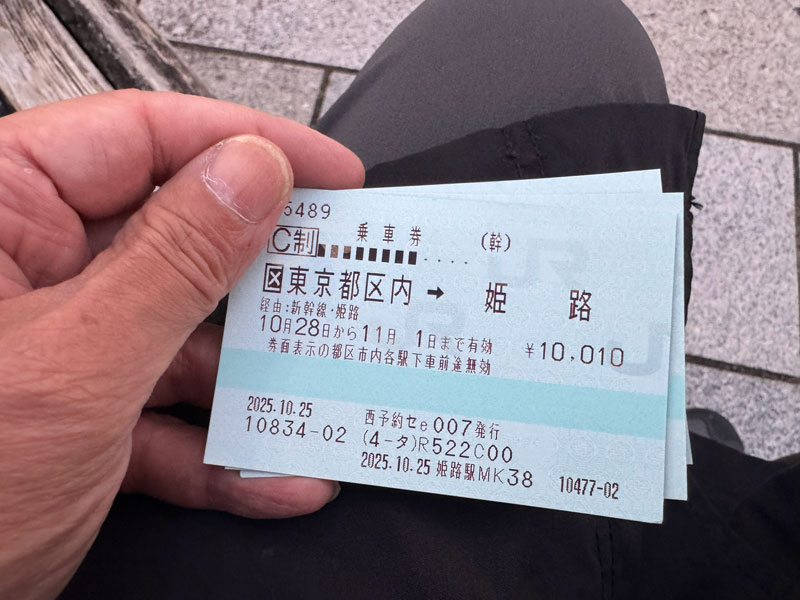 5489
C制 乗車券 (幹)
区東京都区内 → 姫路
経由:新幹線・姫路
10月28日から11月 1日まで有効 ¥10,010
券面表示の都区市内各駅下車前途無効
2025.10.25 西予約セe007発行
10834-02 (4-タ)R522C00
2025.10.25 姫路駅MK38 10477-02